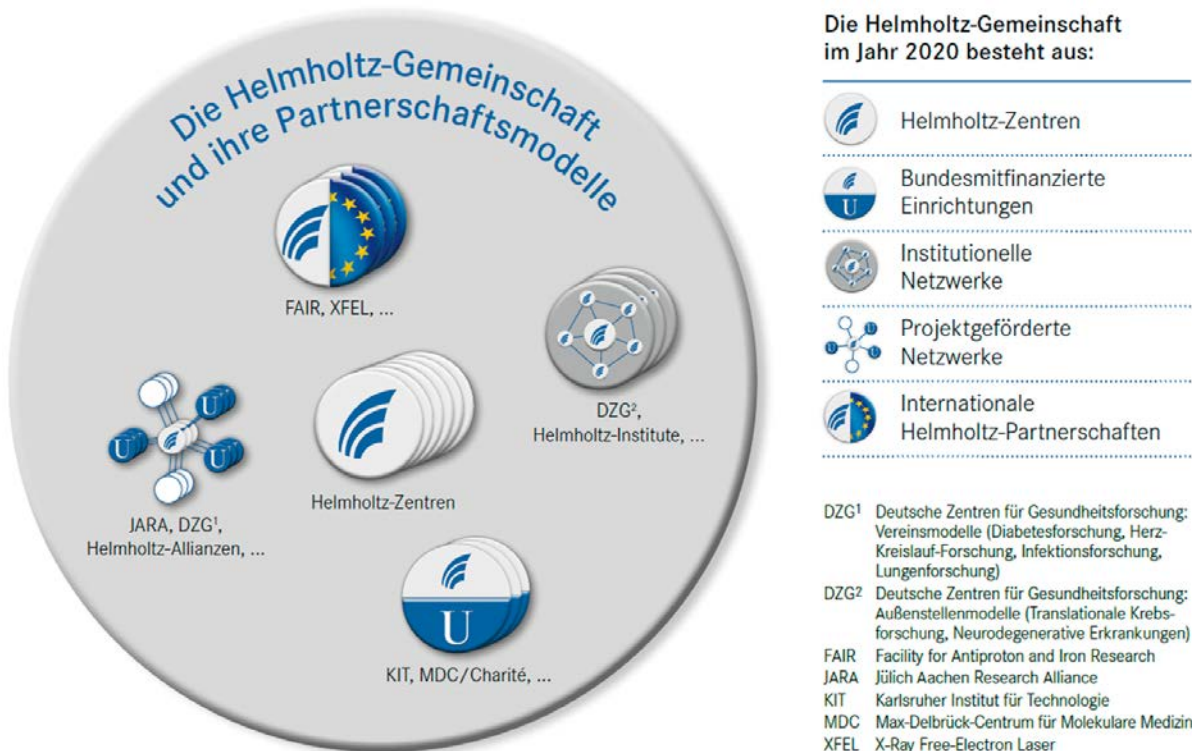 Die Helmholtz-Gemeinschaft
und ihre Partnerschaftsmodelle
FAIR, XFEL, ...
DZG²,
Helmholtz-Institute, ...
Helmholtz-Zentren
U
U
U
JARA, DZG¹,
Helmholtz-Allianzen, ...
U
KIT, MDC/Charité, ...
Die Helmholtz-Gemeinschaft
im Jahr 2020 besteht aus:
Helmholtz-Zentren
U
Bundesmitfinanzierte
Einrichtungen
Institutionelle
Netzwerke
U
U
U
Projektgeförderte
Netzwerke
Internationale
Helmholtz-Partnerschaften
DZG¹ Deutsche Zentren für Gesundheitsforschung:
Vereinsmodelle (Diabetesforschung, Herz-
Kreislauf-Forschung, Infektionsforschung,
Lungenforschung)
DZG² Deutsche Zentren für Gesundheitsforschung:
Außenstellenmodelle (Translationale Krebs-
forschung, Neurodegenerative Erkrankungen)
FAIR Facility for Antiproton and Iron Research
JARA Jülich Aachen Research Alliance
KIT Karlsruher Institut für Technologie
MDC Max-Delbrück-Centrum für Molekulare Medizin
XFEL X-Ray Free-Electron Laser